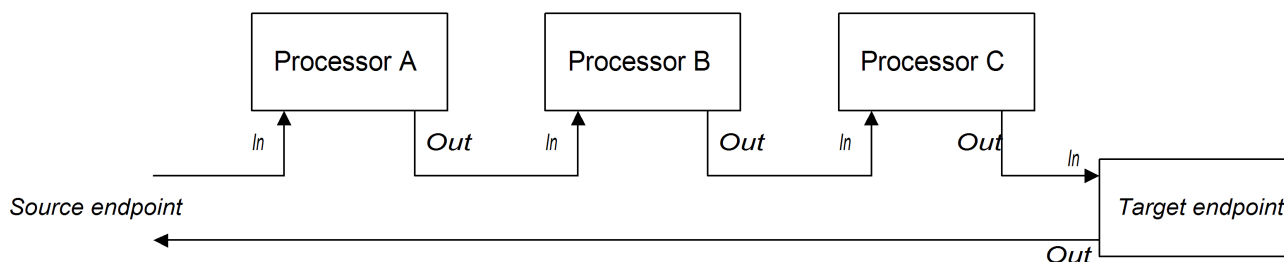 Processor A
Processor B
Processor C
In
Out
In
Out
In
Out
In
Source endpoint
Target endpoint
Out